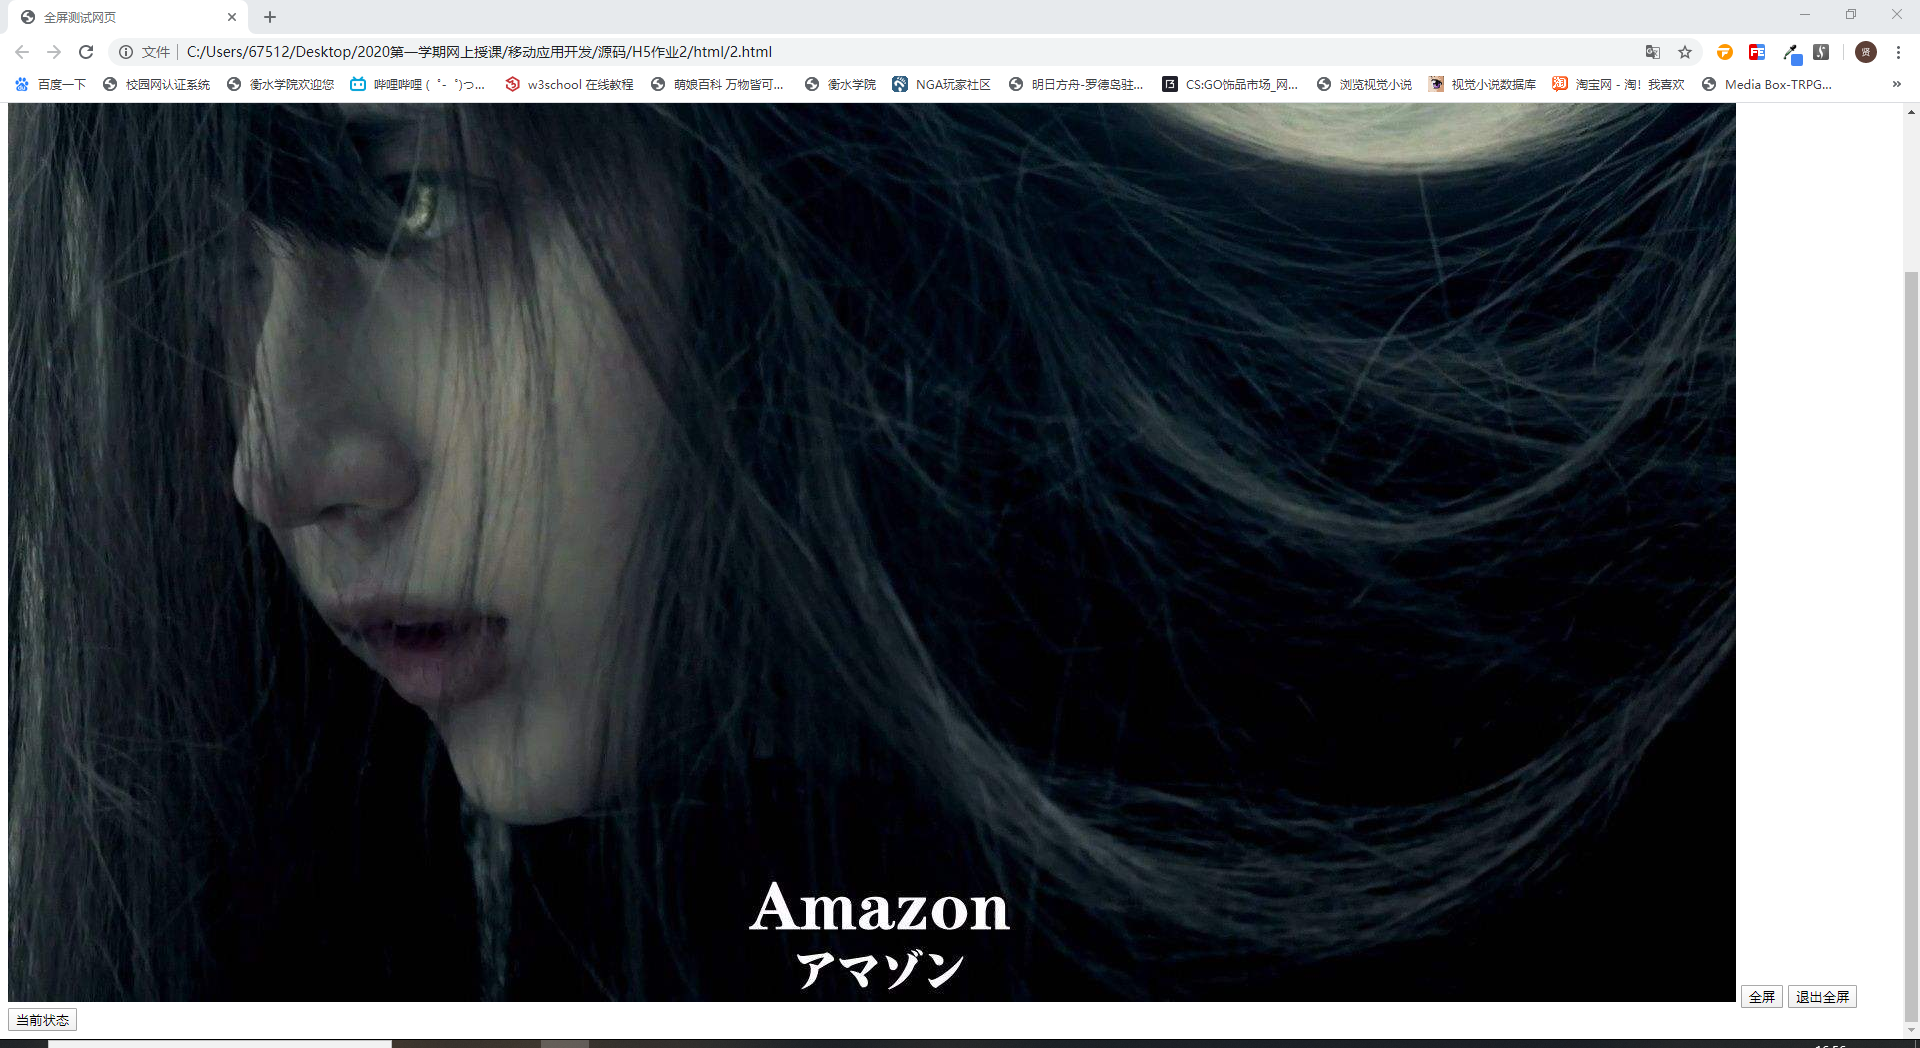 全屏测试网页
文件 C:/Users/67512/Desktop/2020第一学期网上授课/移动应用开发/源码/H5作业2/html/2.html
百度一下 校园网认证系统 衡水学院欢迎您 哔哩哔哩 ( ゜- ゜)つ... w3school 在线教程 萌娘百科 万物皆可... 衡水学院 NGA玩家社区 明日方舟-罗德岛驻... CS:GO饰品市场_网... 浏览视觉小说 视觉小说数据库 淘宝网 - 淘！我喜欢 Media Box-TRPG...
Amazon
アマゾン
全屏 退出全屏
当前状态